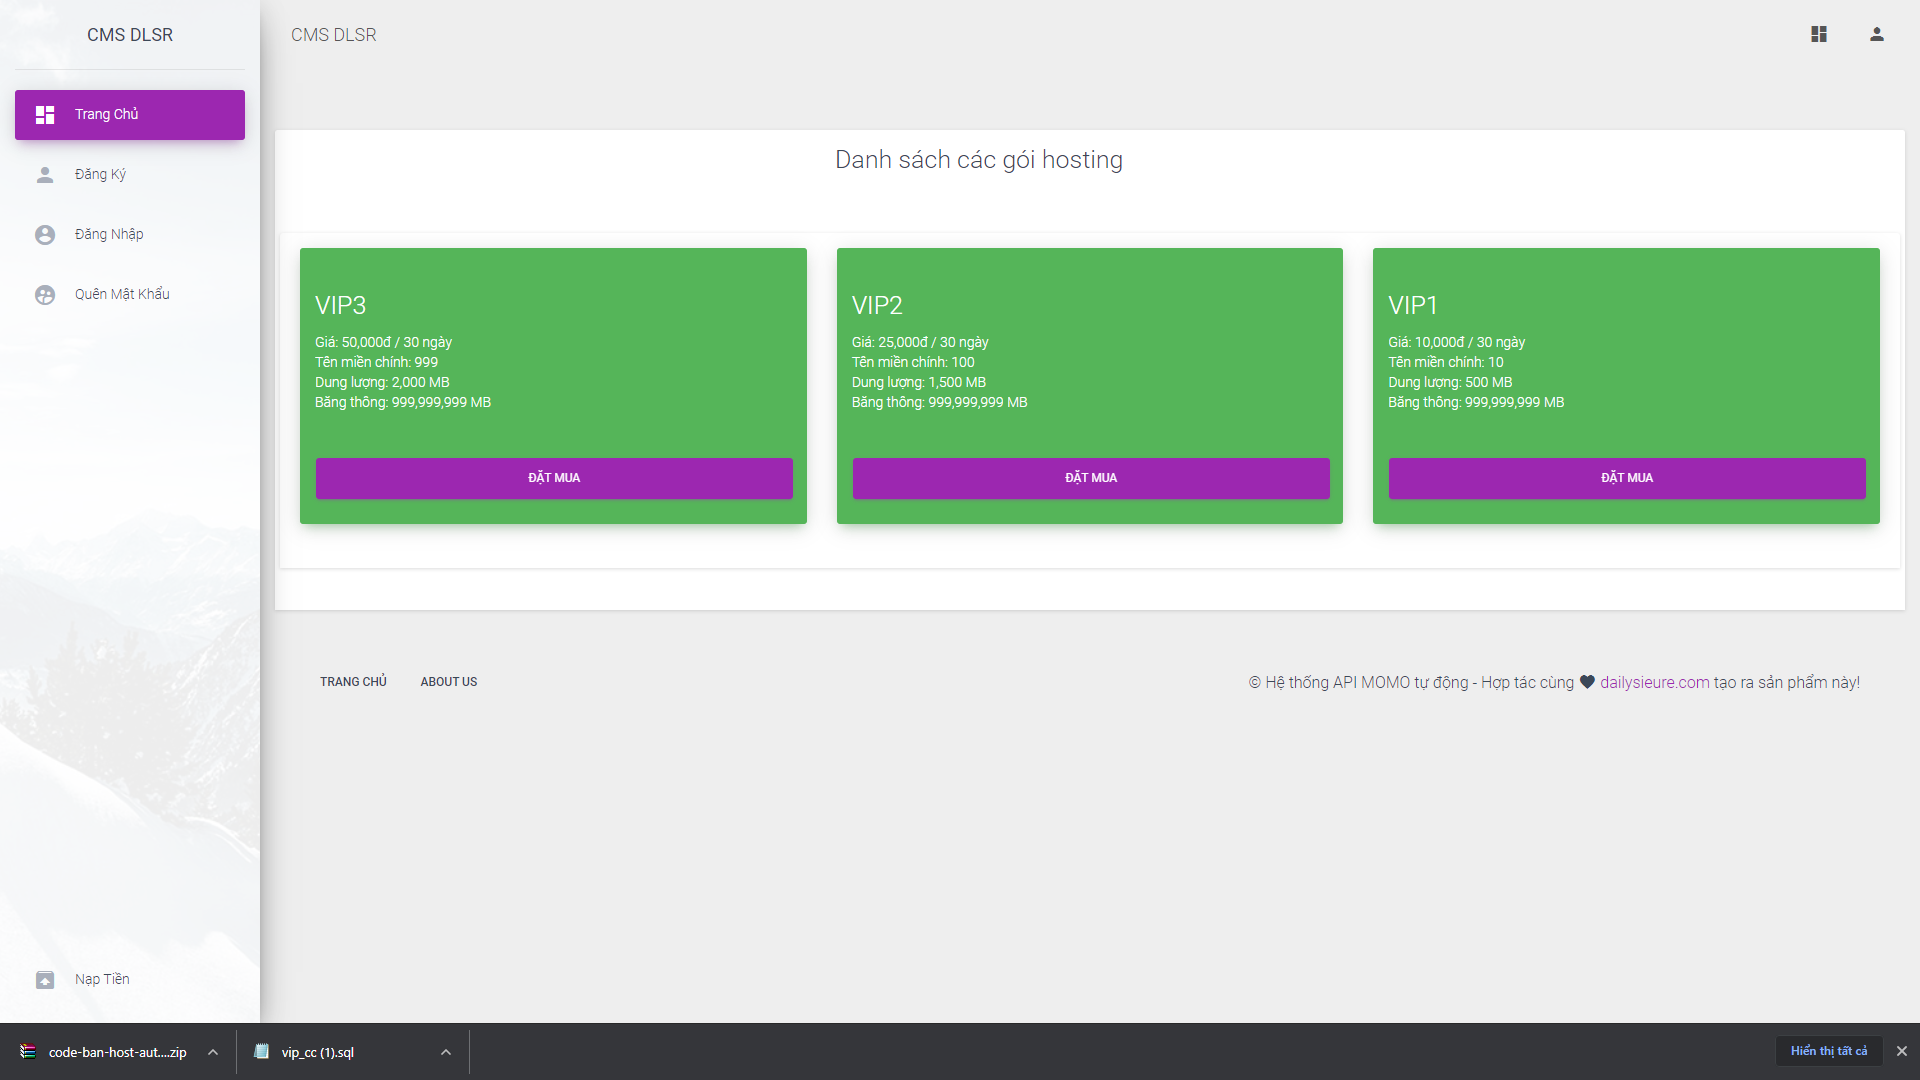 CMS DLSR
Trang Chủ
Đăng Ký
Đăng Nhập
Quên Mật Khẩu
Nạp Tiền
CMS DLSR
Danh sách các gói hosting
VIP3
Giá: 50,000đ / 30 ngày
Tên miền chính: 999
Dung lượng: 2,000 MB
Băng thông: 999,999,999 MB
ĐẶT MUA
VIP2
Giá: 25,000đ / 30 ngày
Tên miền chính: 100
Dung lượng: 1,500 MB
Băng thông: 999,999,999 MB
ĐẶT MUA
VIP1
Giá: 10,000đ / 30 ngày
Tên miền chính: 10
Dung lượng: 500 MB
Băng thông: 999,999,999 MB
ĐẶT MUA
TRANG CHỦ
ABOUT US
© Hệ thống API MOMO tự động - Hợp tác cùng ♥ dailysieure.com tạo ra sản phẩm này!
code-ban-host-aut....zip
vip_cc (1).sql
Hiển thị tất cả